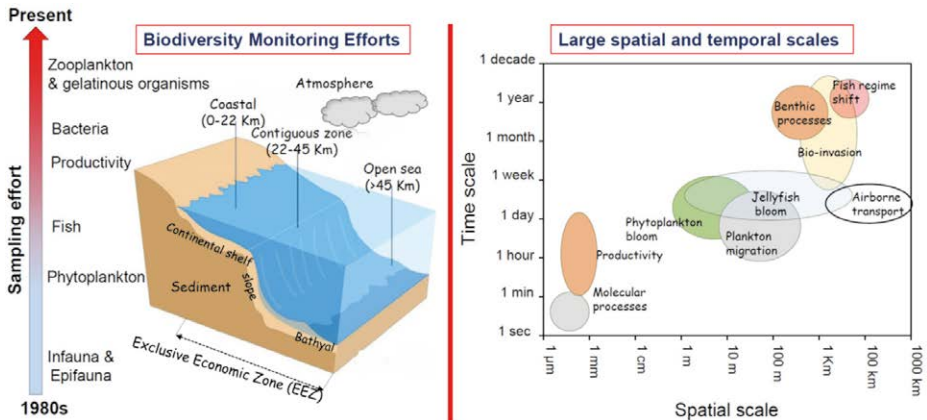 Present
Biodiversity Monitoring Efforts
Zooplankton
& gelatinous organisms
Bacteria
Productivity
Fish
Phytoplankton
Infauna &
Epifauna
1980s
Sampling effort
Atmosphere
Coastal
(0-22 Km)
Contiguous zone
(22-45 Km)
Open sea
(>45 Km)
Continental shelf
slope
Sediment
Bathyal
Exclusive Economic Zone (EEZ)
Large spatial and temporal scales
Time scale
1 decade
1 year
1 month
1 week
1 day
1 hour
1 min
1 sec
Fish regime
shift
Benthic
processes
Bio-invasion
Jellyfish
bloom
Airborne
transport
Phytoplankton
bloom
Plankton
migration
Productivity
Molecular
processes
1 µm
1 mm
1 cm
1 m
10 m
100 m
1 Km
100 km
1000 km
Spatial scale